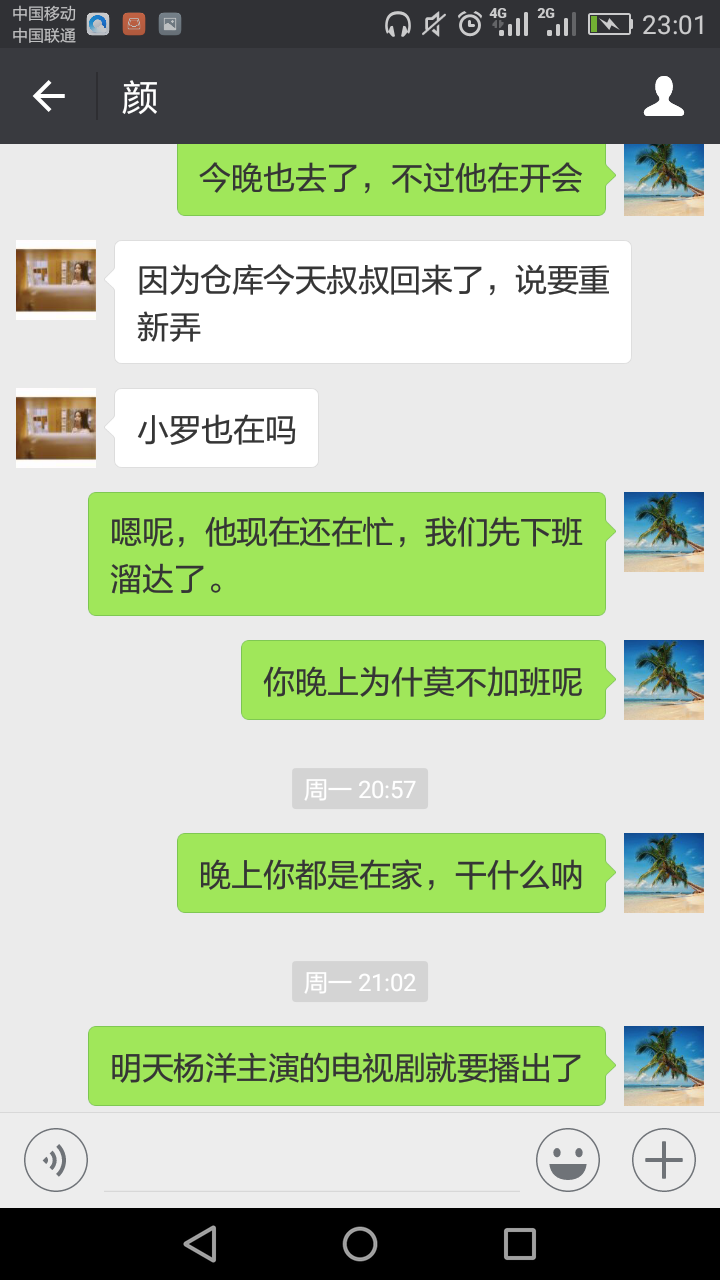 中国移动
中国联通
4G
2G
23:01
颜
今晚也去了，不过他在开会
因为仓库今天叔叔回来了，说要重
新弄
小罗也在吗
嗯呢，他现在还在忙，我们先下班
溜达了。
你晚上为什莫不加班呢
周一 20:57
晚上你都是在家，干什么呐
周一 21:02
明天杨洋主演的电视剧就要播出了